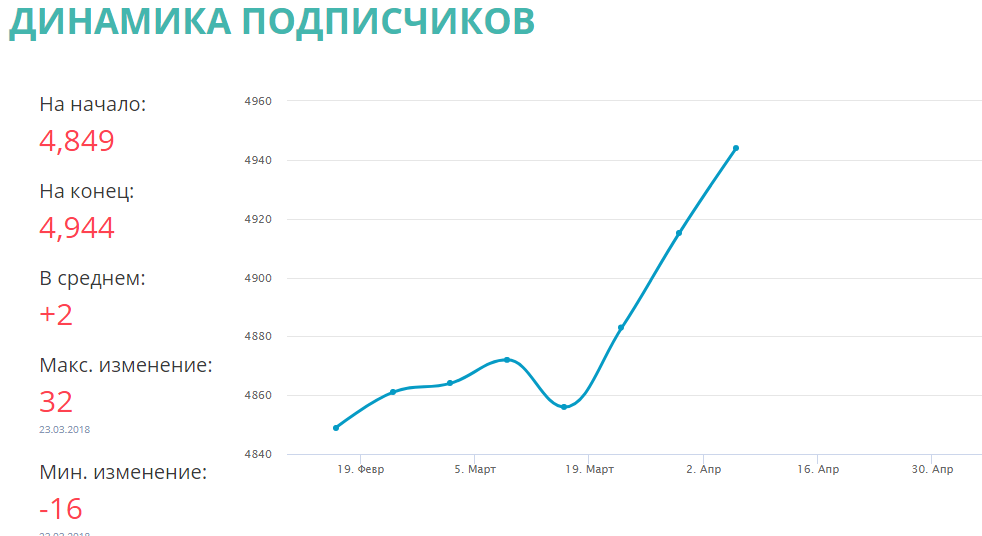 ДИНАМИКА ПОДПИСЧИКОВ
На начало:
4,849
На конец:
4,944
В среднем:
+2
Макс. изменение:
32
23.03.2018
Мин. изменение:
-16
4960
4940
4920
4900
4880
4860
4840
19. Февр
5. Март
19. Март
2. Апр
16. Апр
30. Апр